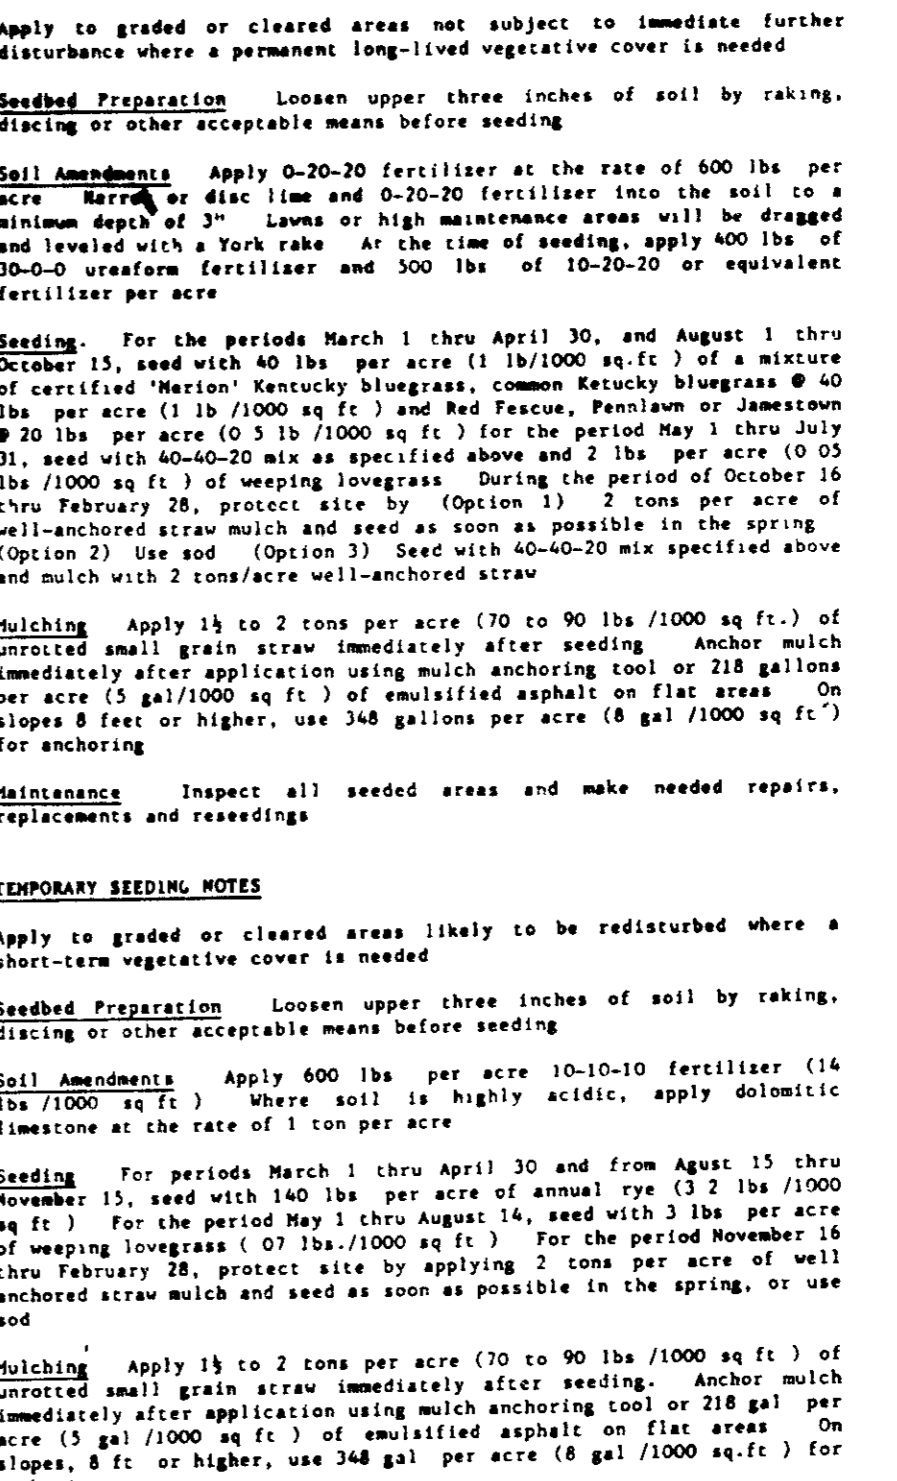 Apply to graded or cleared areas not subject to immediate further
disturbance where a permanent long-lived vegetative cover is needed
Seedbed Preparation Loosen upper three inches of soil by raking,
discing or other acceptable means before seeding
Soil Amendments Apply 0-20-20 fertilizer at the rate of 600 lbs per
acre or disc lime and 0-20-20 fertilizer into the soil to a
minimum depth of 3" Lawns or high maintenance areas will be dragged
and leveled with a York rake At the time of seeding, apply 400 lbs of
30-0-0 ureaform fertilizer and 500 lbs of 10-20-20 or equivalent
fertilizer per acre
Seeding. For the periods March 1 thru April 30, and August 1 thru
October 15, seed with 40 lbs per acre (1 lb/1000 sq.ft ) of a mixture
of certified 'Merion' Kentucky bluegrass, common Ketucky bluegrass @ 40
lbs per acre (1 lb /1000 sq ft ) and Red Fescue, Pennlawn or Jamestown
@ 20 lbs per acre (0 5 lb /1000 sq ft ) for the period May 1 thru July
31, seed with 40-40-20 mix as specified above and 2 lbs per acre (0 05
lbs /1000 sq ft ) of weeping lovegrass During the period of October 16
thru February 28, protect site by (Option 1) 2 tons per acre of
well-anchored straw mulch and seed as soon as possible in the spring
(Option 2) Use sod (Option 3) Seed with 40-40-20 mix specified above
and mulch with 2 tons/acre well-anchored straw
Mulching Apply 1½ to 2 tons per acre (70 to 90 lbs /1000 sq ft.) of
unrotted small grain straw immediately after seeding Anchor mulch
immediately after application using mulch anchoring tool or 218 gallons
per acre (5 gal/1000 sq ft ) of emulsified asphalt on flat areas On
slopes 8 feet or higher, use 348 gallons per acre (8 gal /1000 sq ft )
for anchoring
Maintenance Inspect all seeded areas and make needed repairs,
replacements and reseedings
TEMPORARY SEEDING NOTES
Apply to graded or cleared areas likely to be redisturbed where a
short-term vegetative cover is needed
Seedbed Preparation Loosen upper three inches of soil by raking,
discing or other acceptable means before seeding
Soil Amendments Apply 600 lbs per acre 10-10-10 fertilizer (14
lbs /1000 sq ft ) Where soil is highly acidic, apply dolomitic
limestone at the rate of 1 ton per acre
Seeding For periods March 1 thru April 30 and from Agust 15 thru
November 15, seed with 140 lbs per acre of annual rye (3 2 lbs /1000
sq ft ) For the period May 1 thru August 14, seed with 3 lbs per acre
of weeping lovegrass ( 07 lbs./1000 sq ft ) For the period November 16
thru February 28, protect site by applying 2 tons per acre of well
anchored straw mulch and seed as soon as possible in the spring, or use
sod
Mulching Apply 1½ to 2 tons per acre (70 to 90 lbs /1000 sq ft ) of
unrotted small grain straw immediately after seeding. Anchor mulch
immediately after application using mulch anchoring tool or 218 gal per
acre (5 gal /1000 sq ft ) of emulsified asphalt on flat areas On
slopes, 8 ft or higher, use 348 gal per acre (8 gal /1000 sq.ft ) for